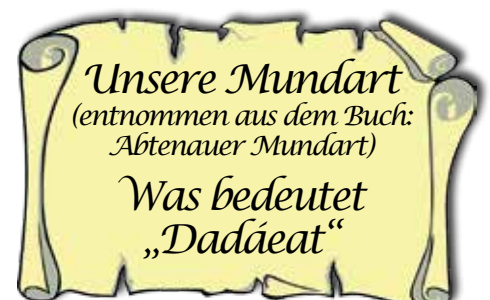 Unsere Mundart
(entnommen aus dem Buch:
Abtenauer Mundart)
Was bedeutet
„Dadáeat“